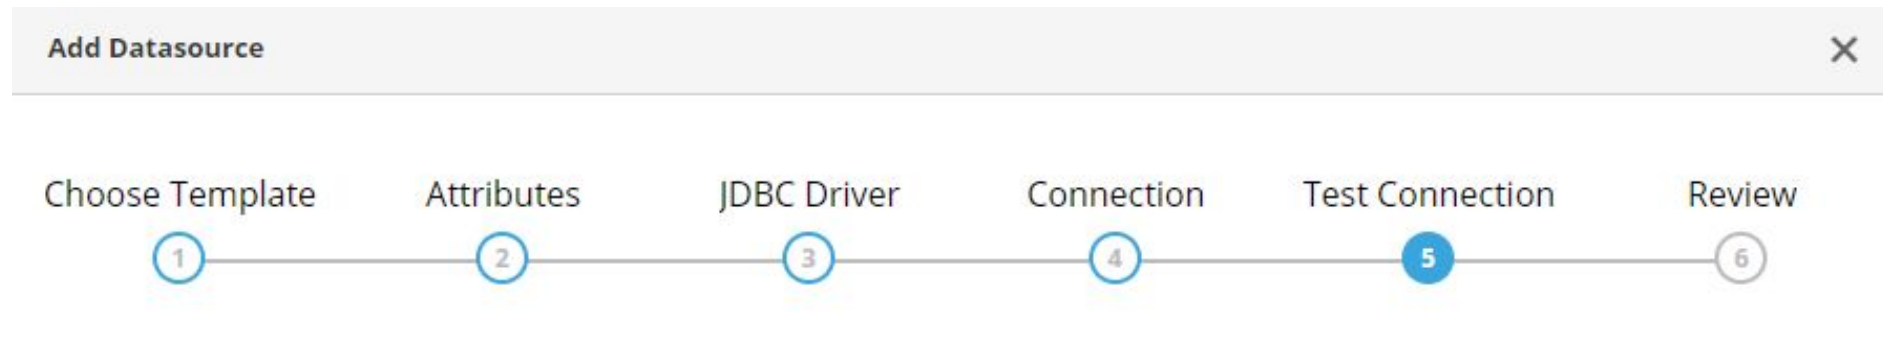 Add Datasource
Choose Template Attributes JDBC Driver Connection Test Connection Review
1 2 3 4 5 6